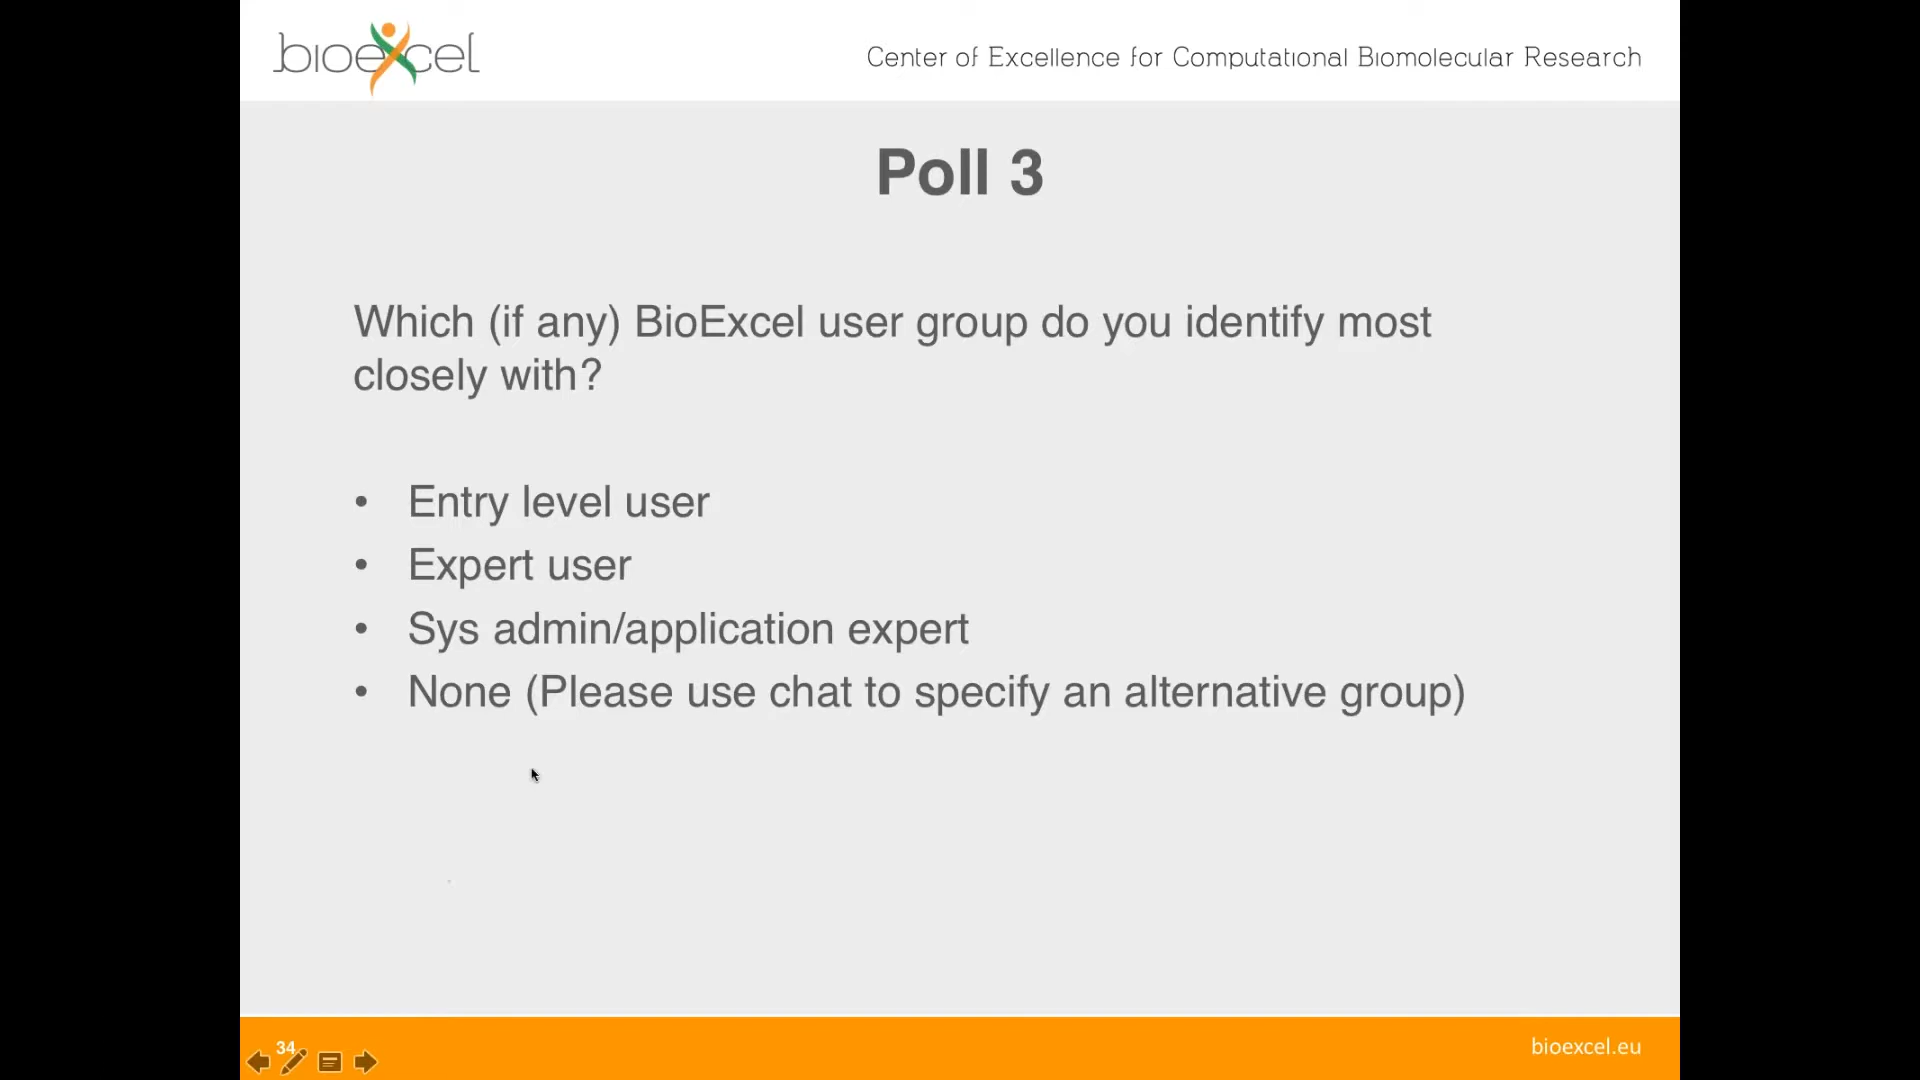 bioexcel
Center of Excellence for Computational Biomolecular Research
Poll 3
Which (if any) BioExcel user group do you identify most
closely with?
• Entry level user
• Expert user
• Sys admin/application expert
• None (Please use chat to specify an alternative group)
34
bioexcel.eu